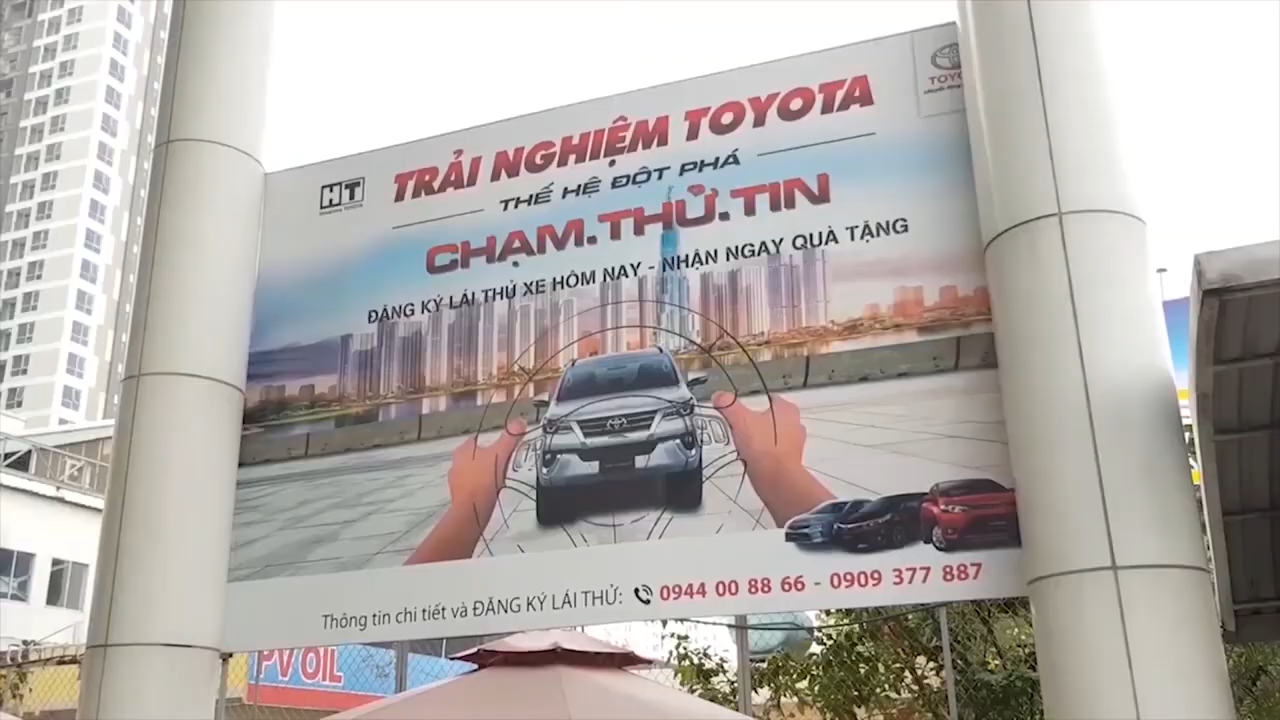 TRẢI NGHIỆM TOYOTA
HT
THẾ HỆ ĐỘT PHÁ
CHẠM.THỬ.TIN
ĐĂNG KÝ LÁI THỬ XE HÔM NAY - NHẬN NGAY QUÀ TẶNG
Thông tin chi tiết và ĐĂNG KÝ LÁI THỬ: 0944 00 88 66 - 0909 377 887
PV OIL